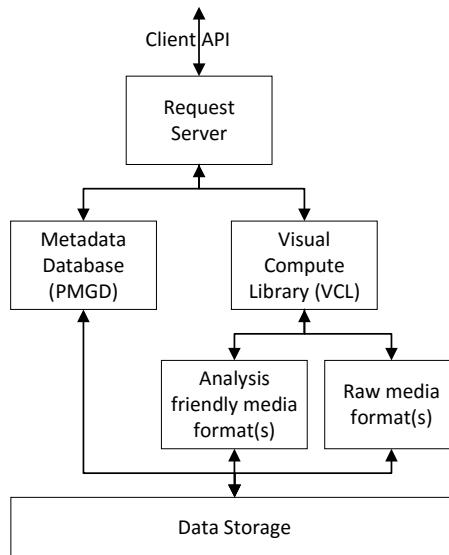 Client API
Request
Server
Metadata
Database
(PMGD)
Visual
Compute
Library (VCL)
Analysis
friendly media
format(s)
Raw media
format(s)
Data Storage